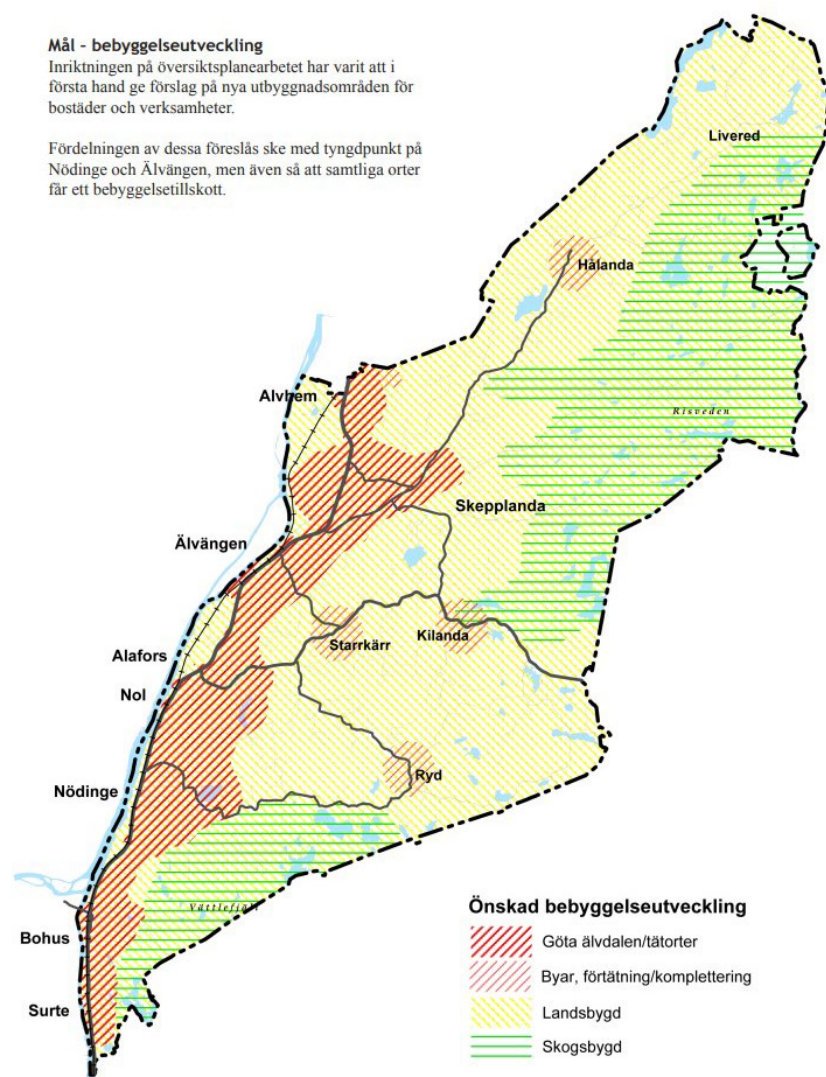 Mål - bebyggelseutveckling
Inriktningen på översiktsplanearbetet har varit att i
första hand ge förslag på nya utbyggnadsområden för
bostäder och verksamheter.
Fördelningen av dessa föreslås ske med tyngdpunkt på
Nödinge och Älvängen, men även så att samtliga orter
får ett bebyggelsetillskott.
Livered
Hålanda
Alvhem
Risveden
Skepplanda
Älvängen
Starrkärr
Kilanda
Alafors
Nol
Ryd
Nödinge
Vättlefjäll
Bohus
Surte
Önskad bebyggelseutveckling
Göta älvdalen/tätorter
Byar, förtätning/komplettering
Landsbygd
Skogsbygd